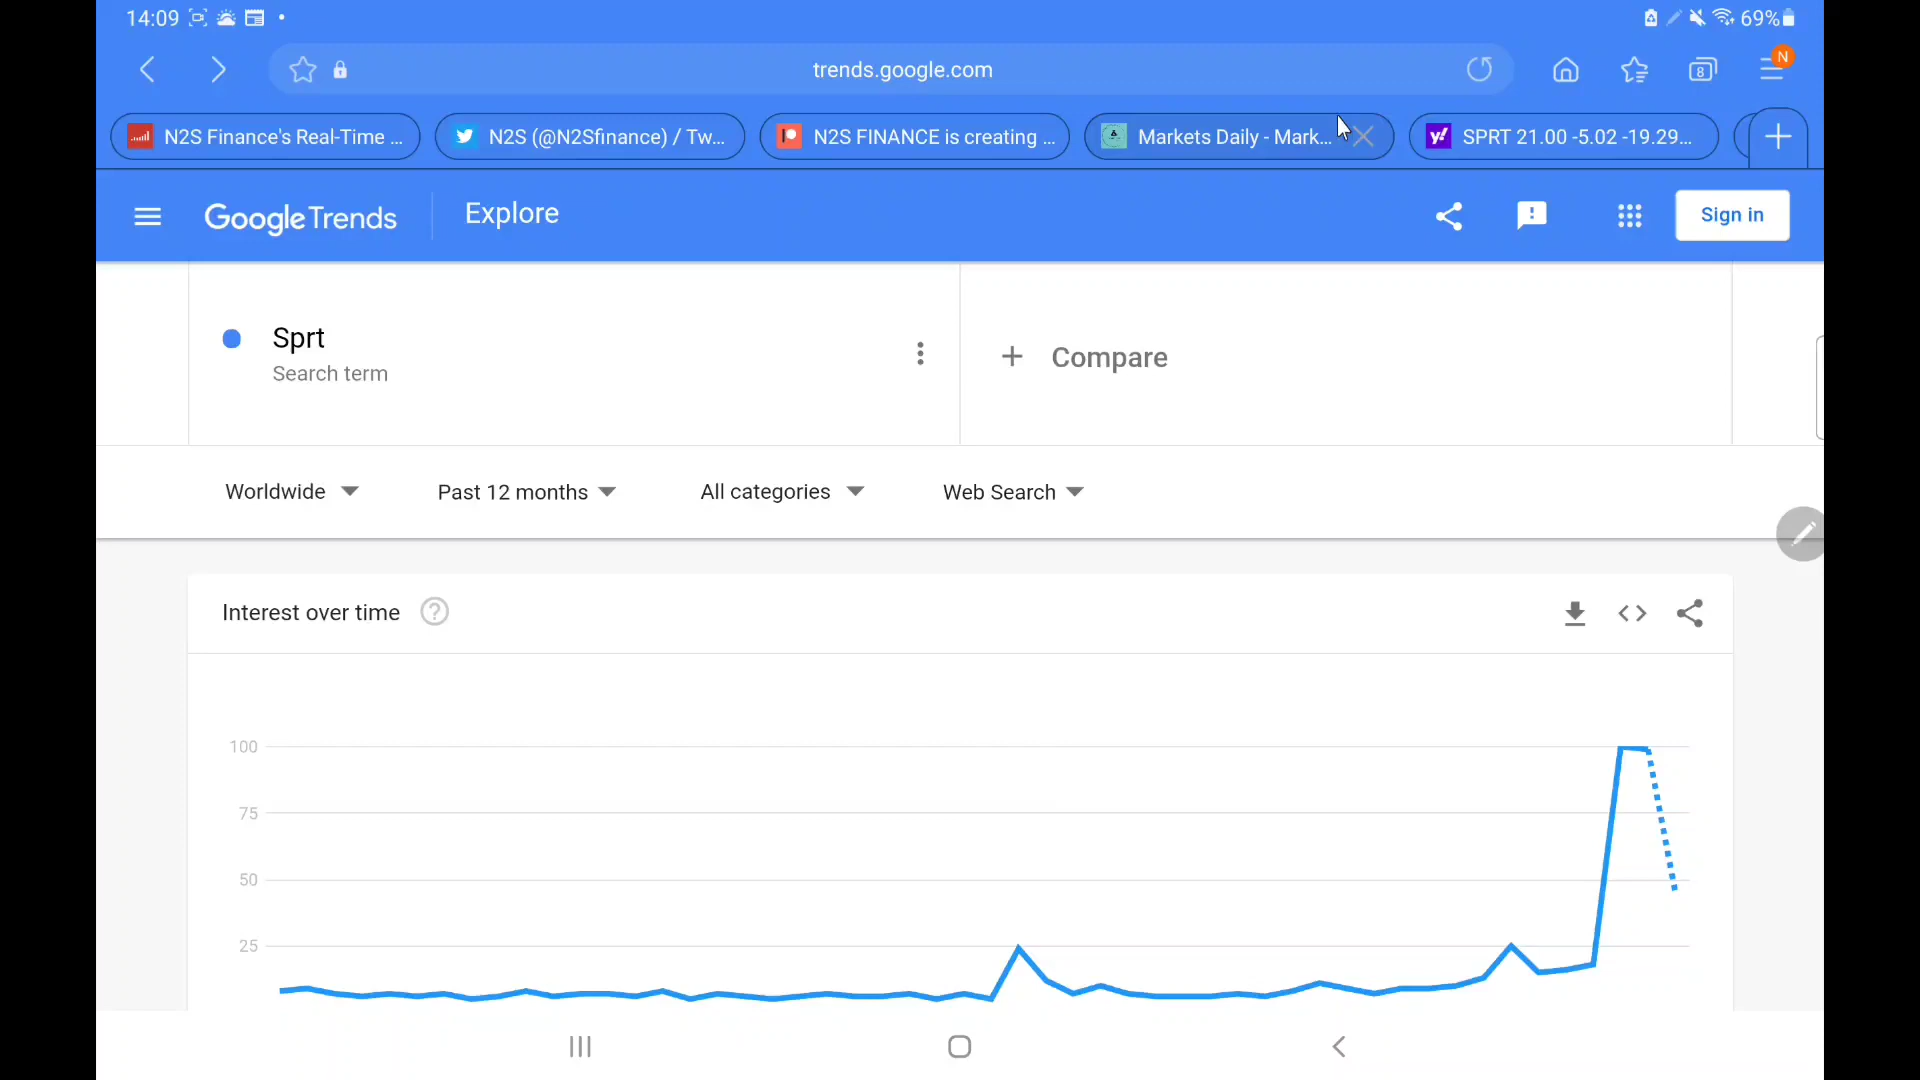 14:09
69%
trends.google.com
8
N
N2S Finance's Real-Time ...
N2S (@N2Sfinance) / Tw...
N2S FINANCE is creating ...
Markets Daily - Mark...
SPRT 21.00 -5.02 -19.29...
Google Trends
Explore
Sign in
Sprt
Search term
+ Compare
Worldwide
Past 12 months
All categories
Web Search
Interest over time
100
75
50
25